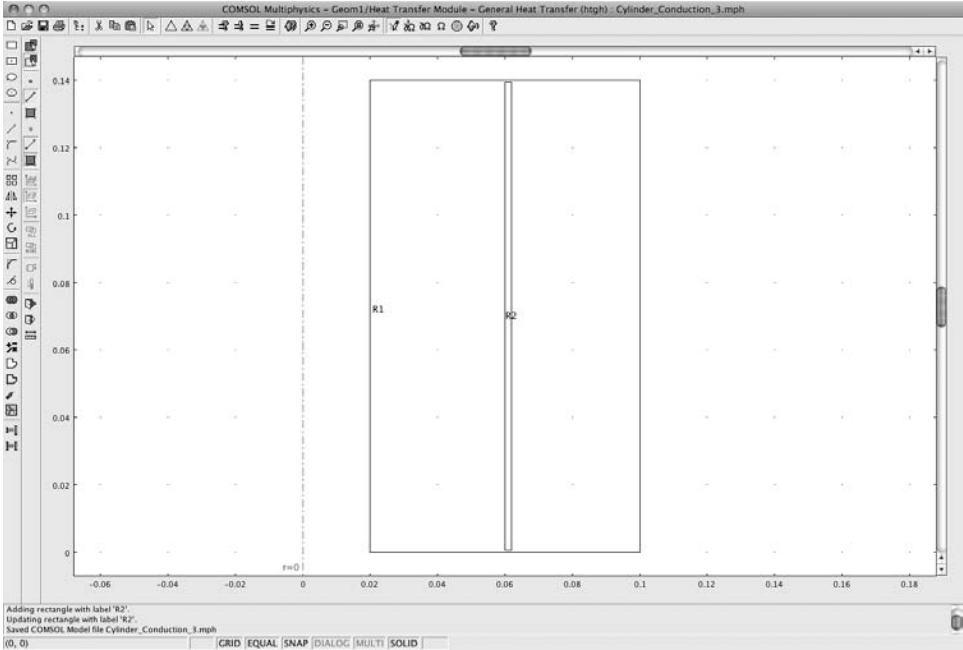 COMSOL Multiphysics – Geom1/Heat Transfer Module – General Heat Transfer (htgh) : Cylinder_Conduction_3.mph
0.14
0.12
0.1
R1
R2
0.08
0.06
0.04
0.02
0
r=0
-0.06 -0.04 -0.02 0 0.02 0.04 0.06 0.08 0.1 0.12 0.14 0.16 0.18
Adding rectangle with label 'R2'.
Updating rectangle with label 'R2'.
Saved COMSOL Model file Cylinder_Conduction_3.mph
(0, 0) GRID EQUAL SNAP DIALOG MULTI SOLID